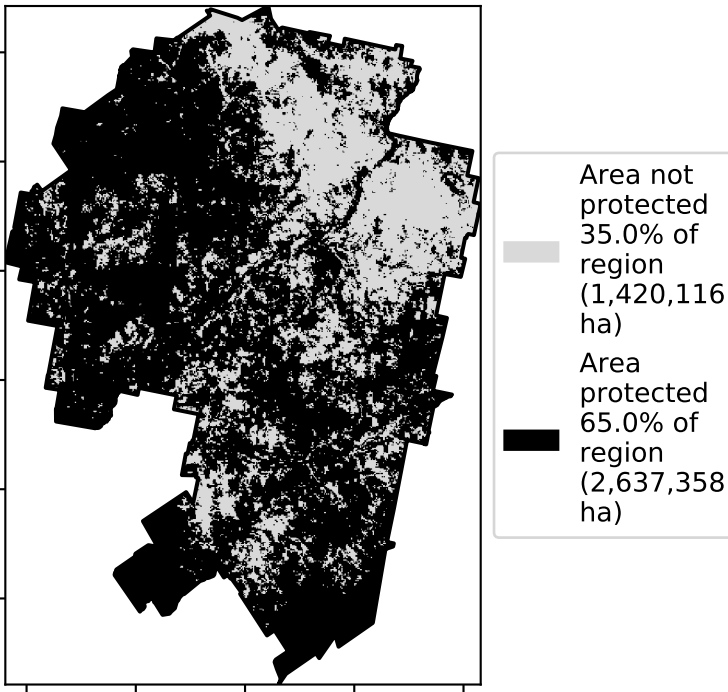 Area not
protected
35.0% of
region
(1,420,116
ha)
Area
protected
65.0% of
region
(2,637,358
ha)